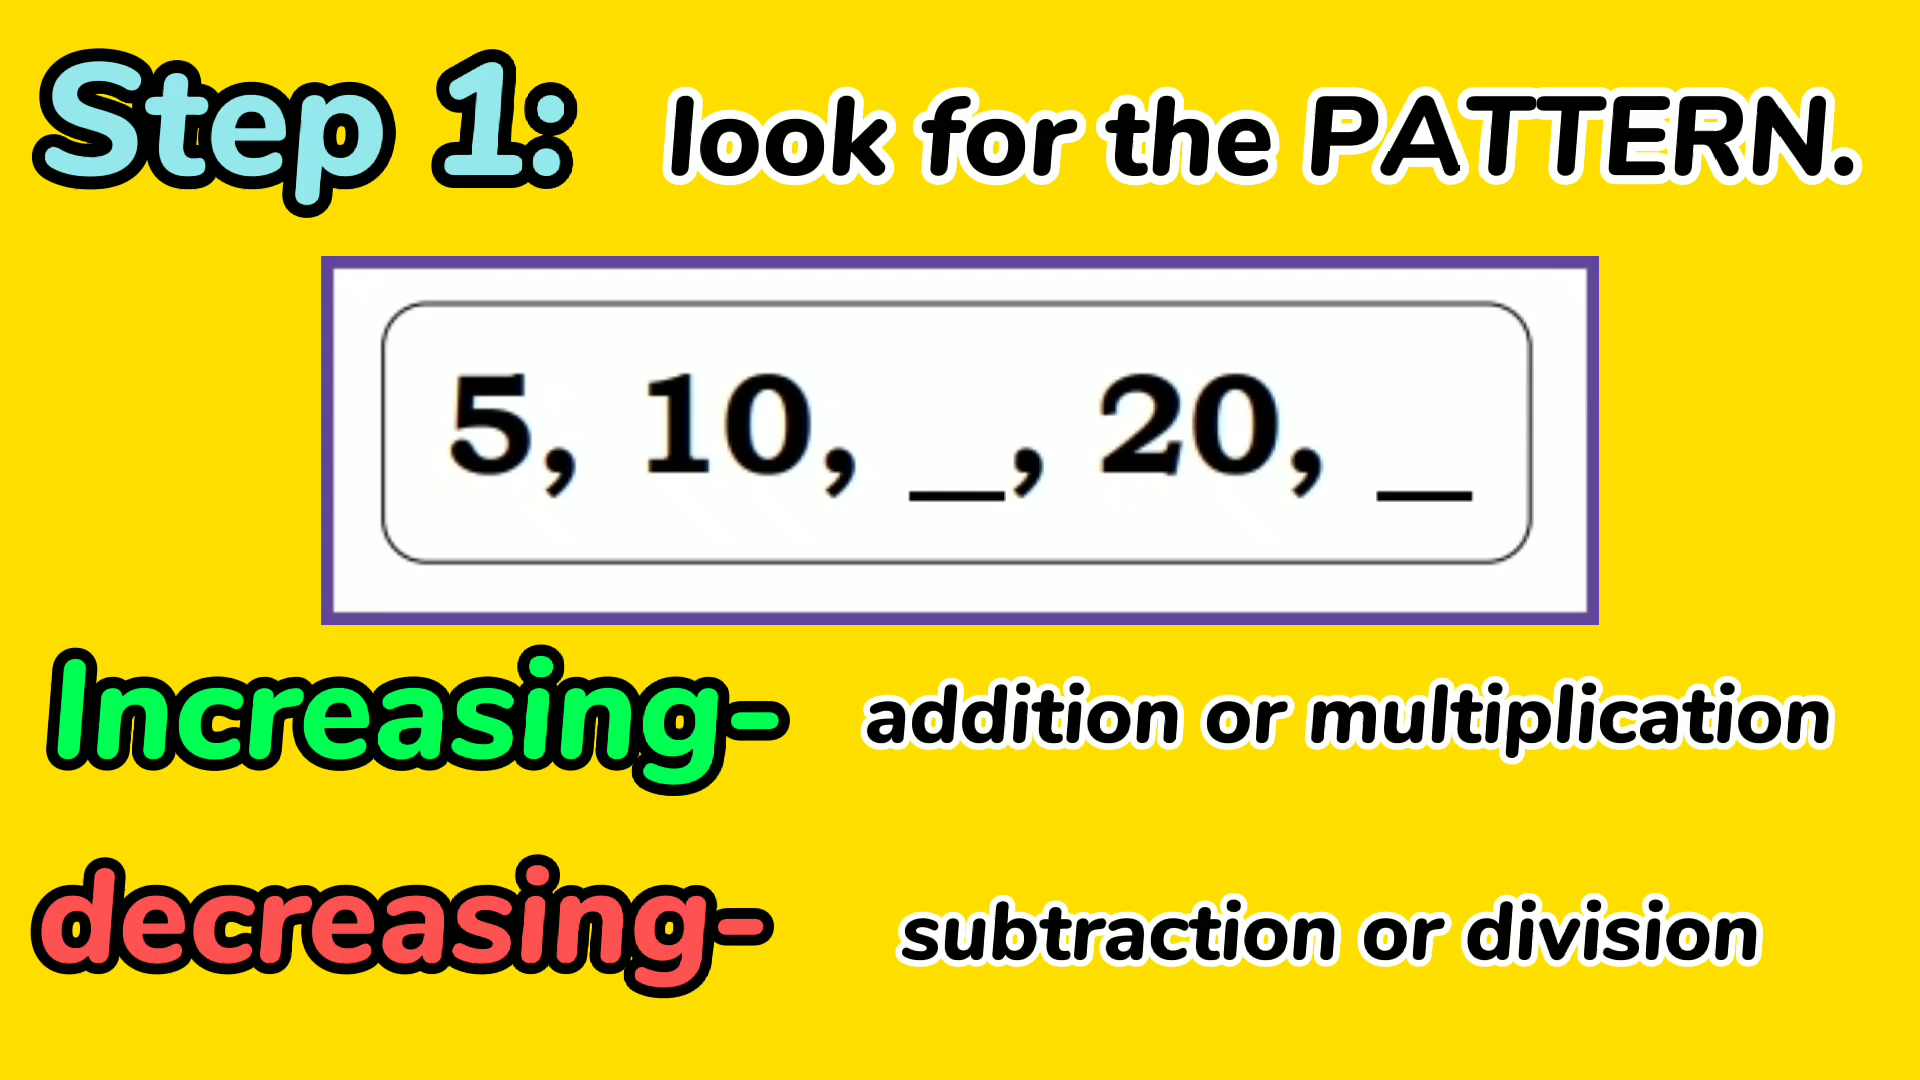 Step 1: look for the PATTERN.
5, 10, _, 20, _
Increasing- addition or multiplication
decreasing- subtraction or division